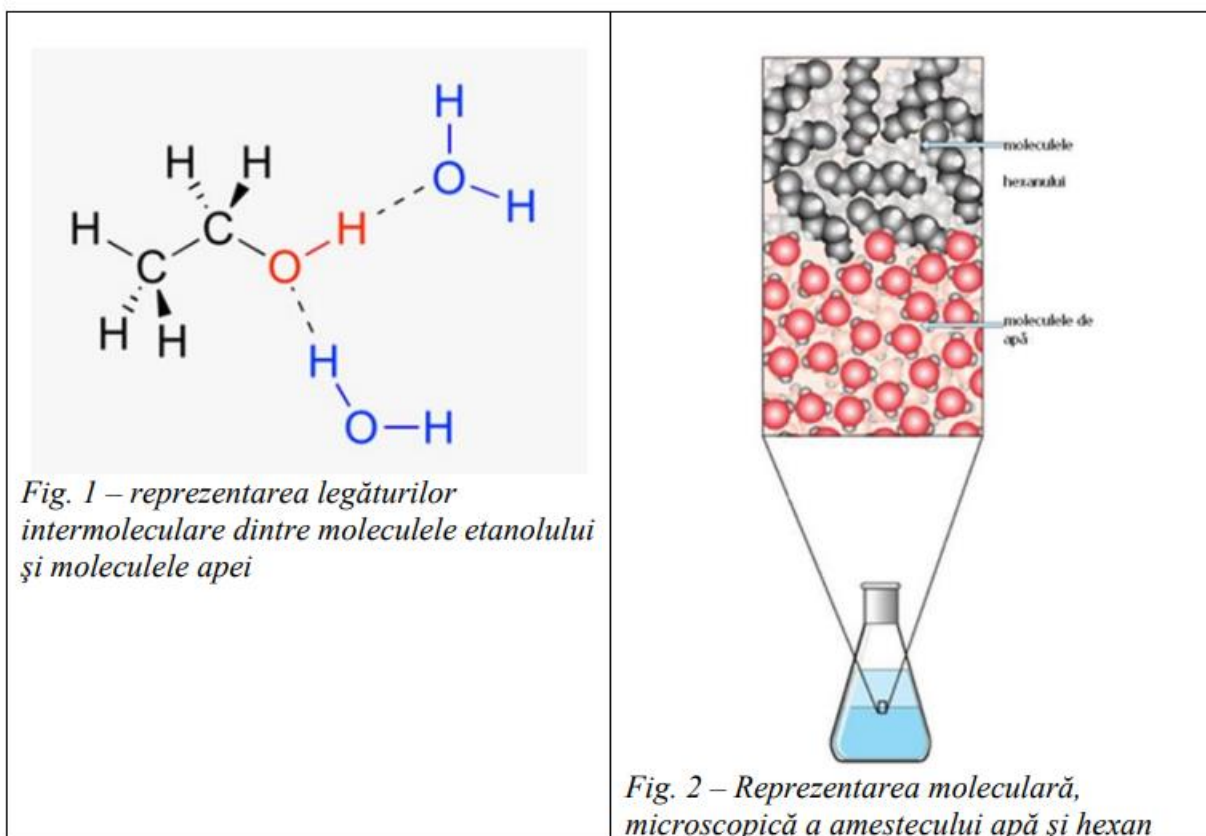 H
H
H
H
O
H
C
H
C
O
H
H
H
H
O
H
Fig. 1 – reprezentarea legăturilor
intermoleculare dintre moleculele etanolului
şi moleculele apei
moleculele
hexanului
moleculele de
apă
Fig. 2 – Reprezentarea moleculară,
microscopică a amestecului apă şi hexan